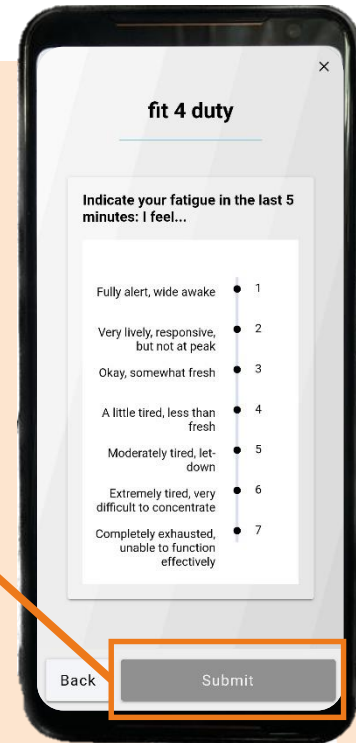 ×
fit 4 duty
Indicate your fatigue in the last 5
minutes: I feel...
Fully alert, wide awake 1
Very lively, responsive, 2
but not at peak
Okay, somewhat fresh 3
A little tired, less than 4
fresh
Moderately tired, let- 5
down
Extremely tired, very 6
difficult to concentrate
Completely exhausted, 7
unable to function
effectively
Back Submit